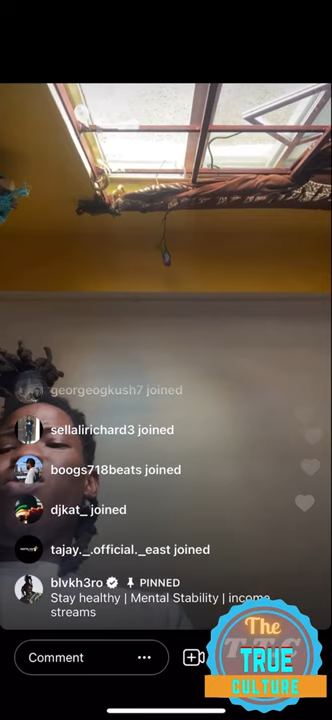 georgeogkush7 joined
sellalirichard3 joined
boogs718beats joined
djkat_ joined
tajay._.official._east joined
blvkh3ro PINNED
Stay healthy | Mental Stability | income
streams
Comment
The
TRUE
CULTURE